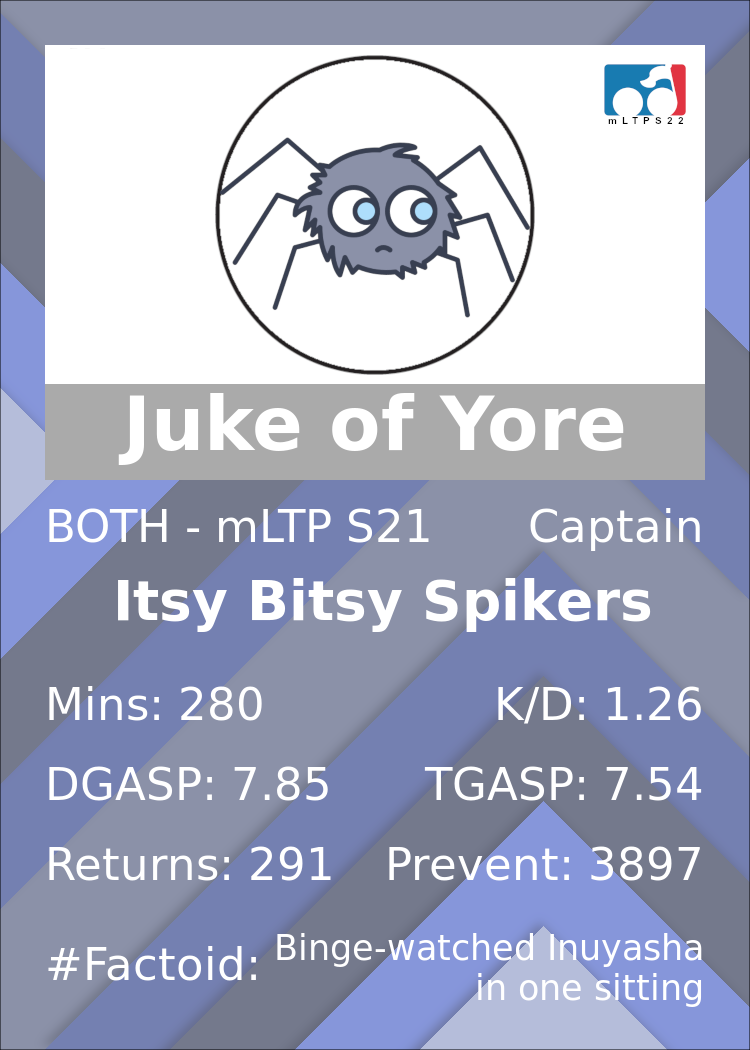 mLTPS22
Juke of Yore
BOTH - mLTP S21 Captain
Itsy Bitsy Spikers
Mins: 280 K/D: 1.26
DGASP: 7.85 TGASP: 7.54
Returns: 291 Prevent: 3897
#Factoid: Binge-watched Inuyasha
in one sitting